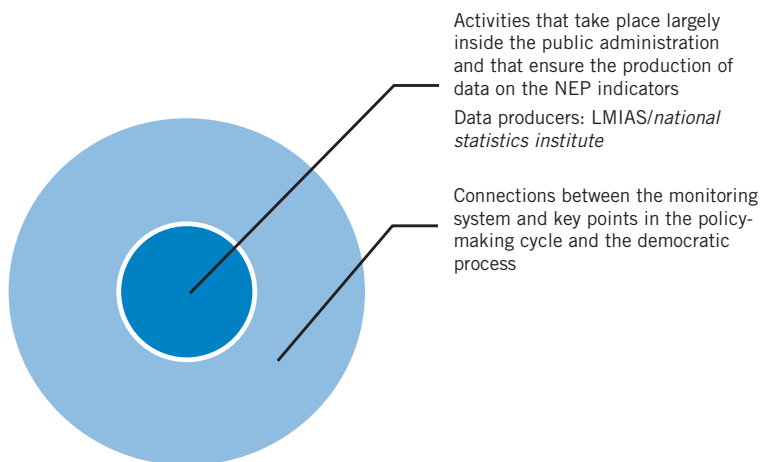 Activities that take place largely
inside the public administration
and that ensure the production of
data on the NEP indicators
Data producers: LMIAS/national
statistics institute
Connections between the monitoring
system and key points in the policy-
making cycle and the democratic
process